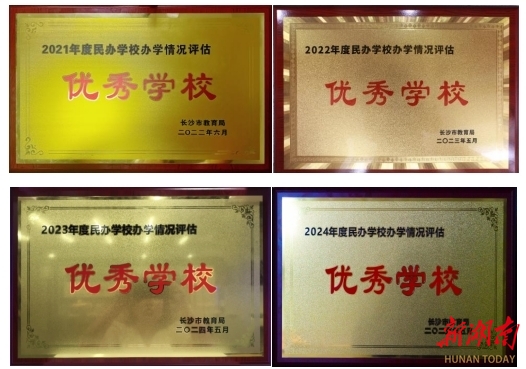 2021年度民办学校办学情况评估
优秀学校
长沙市教育局
二〇二二年六月
2022年度民办学校办学情况评估
优秀学校
长沙市教育局
二〇二三年五月
2023年度民办学校办学情况评估
优秀学校
长沙市教育局
二〇二四年五月
2024年度民办学校办学情况评估
优秀学校
长沙市
二〇二
新湖南
HUNAN TODAY